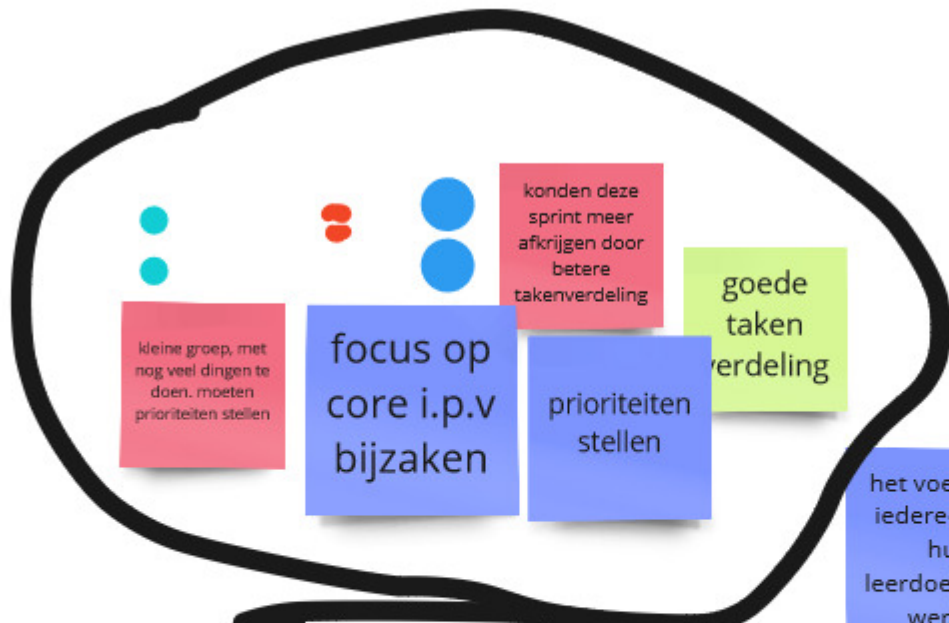 konden deze
sprint meer
afkrijgen door
betere
takenverdeling
goede
taken
verdeling
kleine groep, met
nog veel dingen te
doen. moeten
prioriteiten stellen
focus op
core i.p.v
bijzaken
prioriteiten
stellen
het